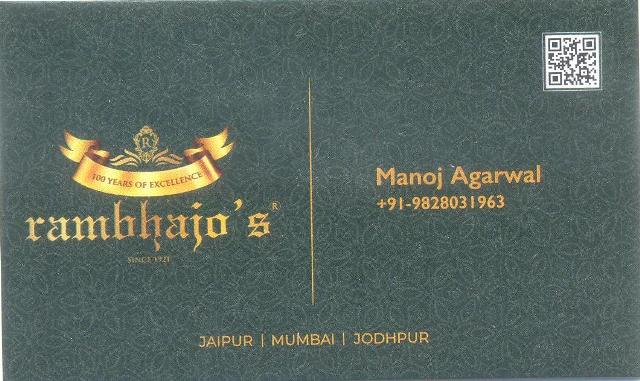 R
100 YEARS OF EXCELLENCE
rambhajo's®
SINCE 1921
Manoj Agarwal
+91-9828031963
JAIPUR | MUMBAI | JODHPUR